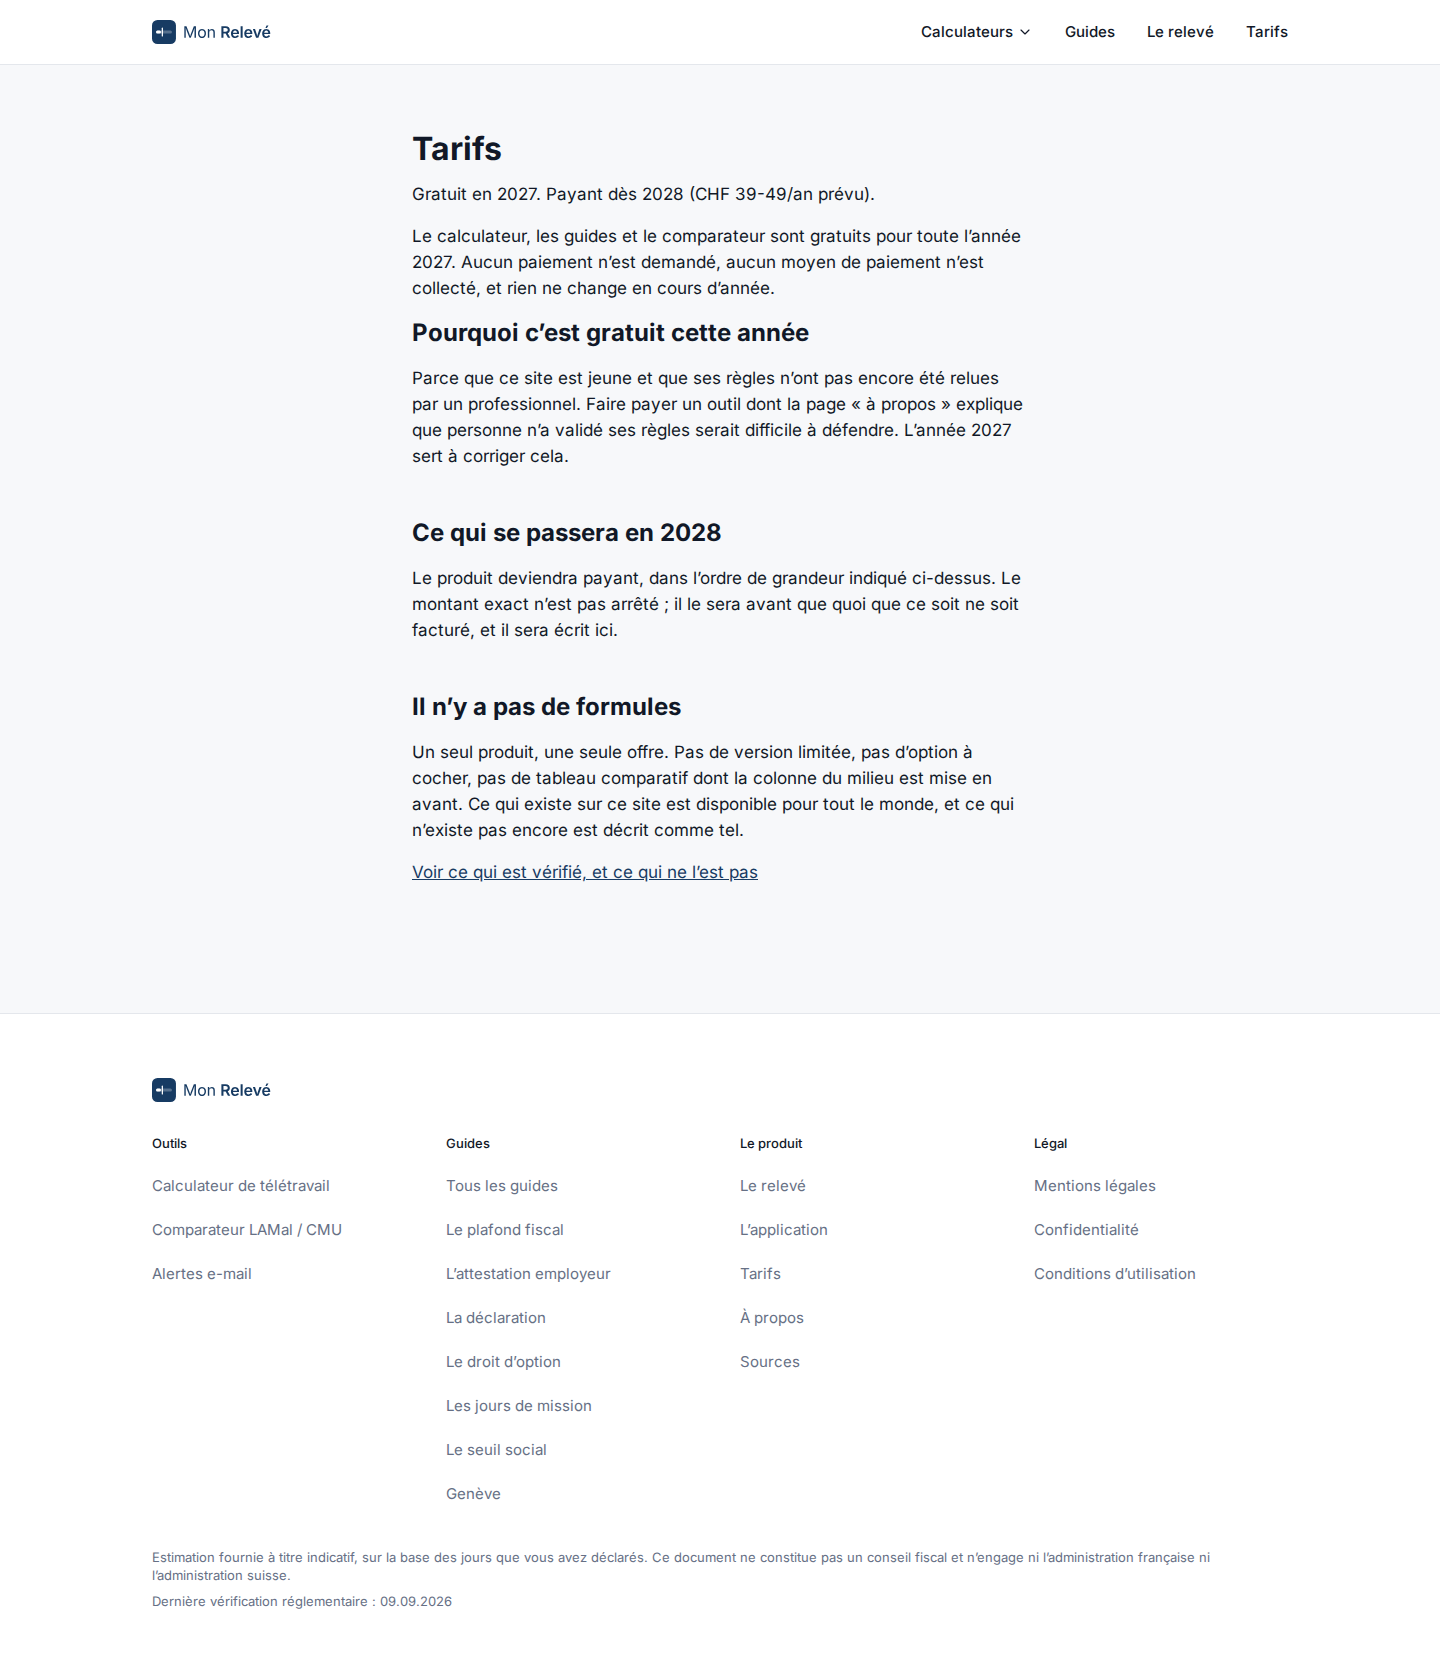 Mon Relevé
Calculateurs
Guides
Le relevé
Tarifs
Tarifs
Gratuit en 2027. Payant dès 2028 (CHF 39-49/an prévu).
Le calculateur, les guides et le comparateur sont gratuits pour toute l’année
2027. Aucun paiement n’est demandé, aucun moyen de paiement n’est
collecté, et rien ne change en cours d’année.
Pourquoi c’est gratuit cette année
Parce que ce site est jeune et que ses règles n’ont pas encore été relues
par un professionnel. Faire payer un outil dont la page « à propos » explique
que personne n’a validé ses règles serait difficile à défendre. L’année 2027
sert à corriger cela.
Ce qui se passera en 2028
Le produit deviendra payant, dans l’ordre de grandeur indiqué ci-dessus. Le
montant exact n’est pas arrêté ; il le sera avant que quoi que ce soit ne soit
facturé, et il sera écrit ici.
Il n’y a pas de formules
Un seul produit, une seule offre. Pas de version limitée, pas d’option à
cocher, pas de tableau comparatif dont la colonne du milieu est mise en
avant. Ce qui existe sur ce site est disponible pour tout le monde, et ce qui
n’existe pas encore est décrit comme tel.
Voir ce qui est vérifié, et ce qui ne l’est pas
Mon Relevé
Outils
Calculateur de télétravail
Comparateur LAMal / CMU
Alertes e-mail
Guides
Tous les guides
Le plafond fiscal
L’attestation employeur
La déclaration
Le droit d’option
Les jours de mission
Le seuil social
Genève
Le produit
Le relevé
L’application
Tarifs
À propos
Sources
Légal
Mentions légales
Confidentialité
Conditions d’utilisation
Estimation fournie à titre indicatif, sur la base des jours que vous avez déclarés. Ce document ne constitue pas un conseil fiscal et n’engage ni l’administration française ni
l’administration suisse.
Dernière vérification réglementaire : 09.09.2026